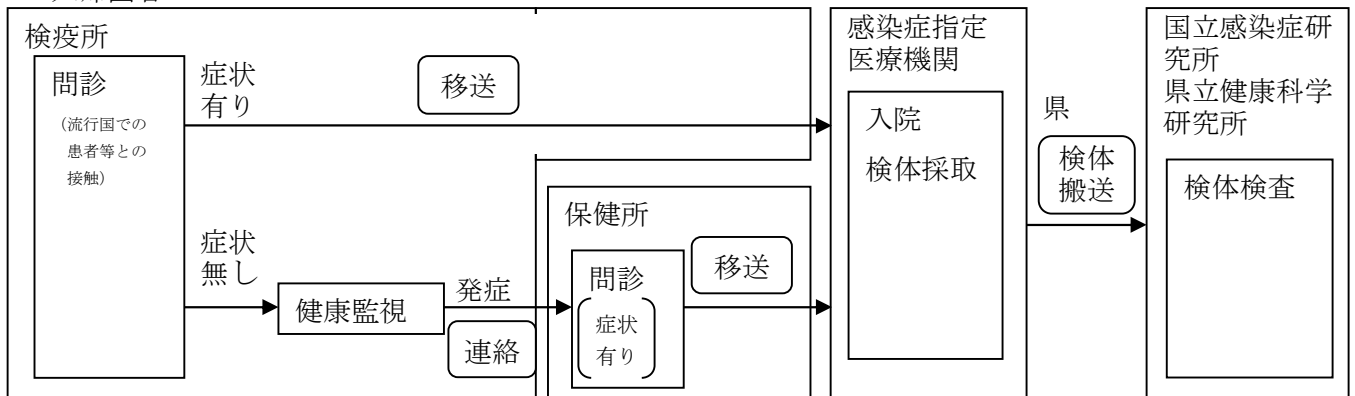 検疫所
問診
（流行国での
患者等との
接触）
症状
有り
移送
症状
無し
健康監視
発症
連絡
保健所
問診
症状
有り
移送
感染症指定
医療機関
入院
検体採取
県
検体
搬送
国立感染症研
究所
県立健康科学
研究所
検体検査